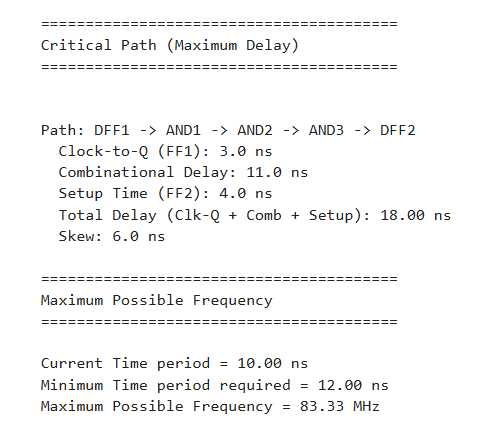 ========================================
Critical Path (Maximum Delay)
========================================
Path: DFF1 -> AND1 -> AND2 -> AND3 -> DFF2
Clock-to-Q (FF1): 3.0 ns
Combinational Delay: 11.0 ns
Setup Time (FF2): 4.0 ns
Total Delay (Clk-Q + Comb + Setup): 18.00 ns
Skew: 6.0 ns
========================================
Maximum Possible Frequency
========================================
Current Time period = 10.00 ns
Minimum Time period required = 12.00 ns
Maximum Possible Frequency = 83.33 MHz